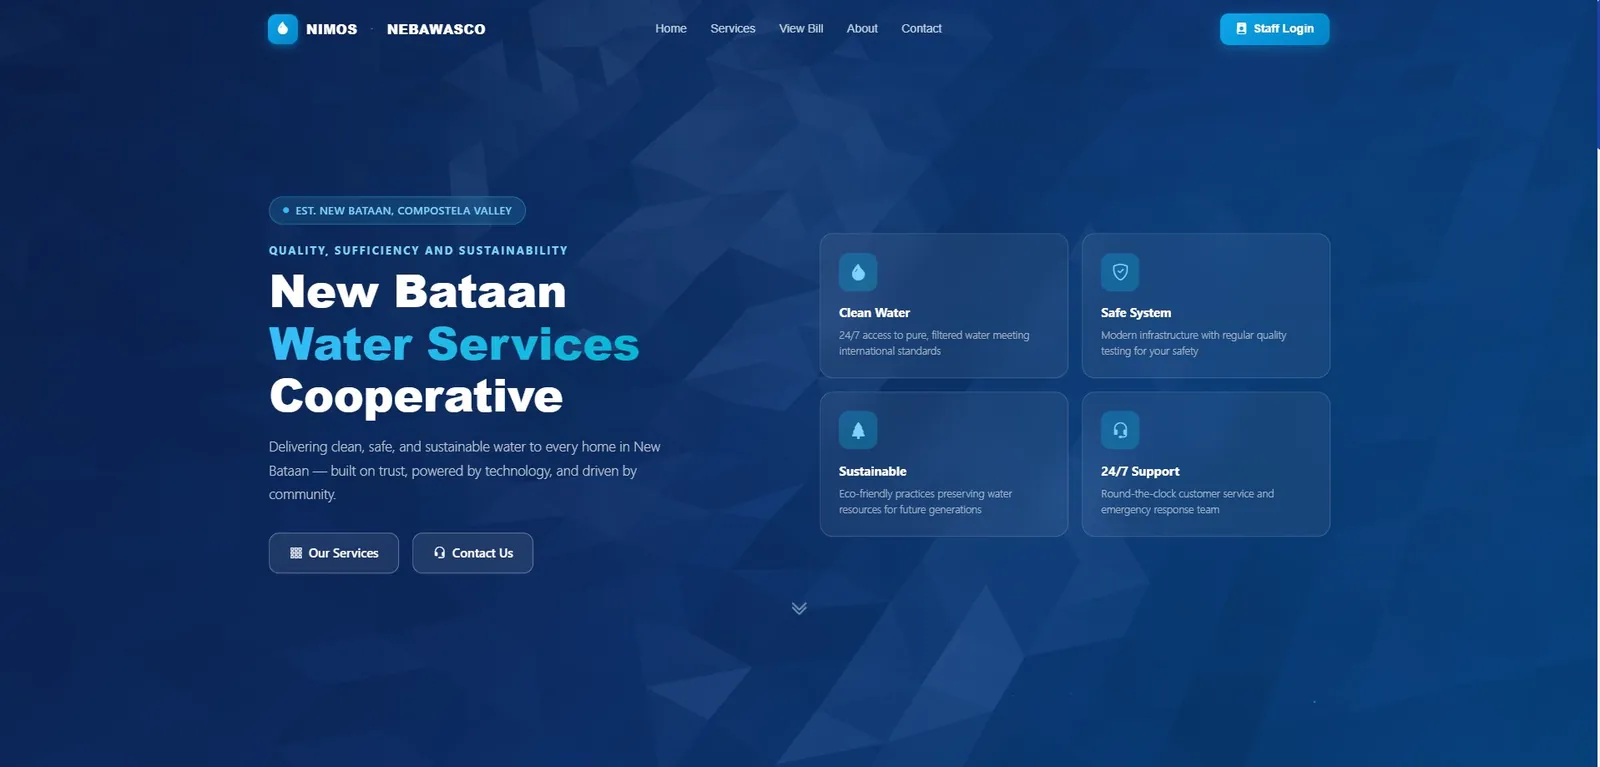 NIMOS - NEBAWASCO
Home Services View Bill About Contact
Staff Login
EST. NEW BATAAN, COMPOSTELA VALLEY
QUALITY, SUFFICIENCY AND SUSTAINABILITY
New Bataan
Water Services
Cooperative
Delivering clean, safe, and sustainable water to every home in New
Bataan — built on trust, powered by technology, and driven by
community.
Our Services
Contact Us
Clean Water
24/7 access to pure, filtered water meeting
international standards
Safe System
Modern infrastructure with regular quality
testing for your safety
Sustainable
Eco-friendly practices preserving water
resources for future generations
24/7 Support
Round-the-clock customer service and
emergency response team